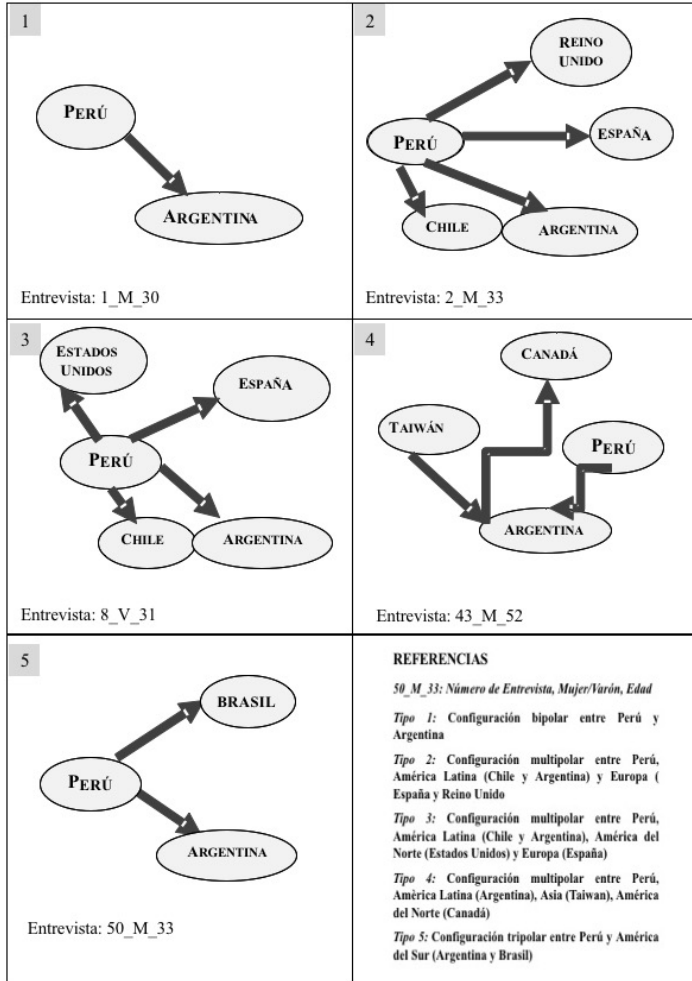 1
PERÚ
ARGENTINA
Entrevista: 1_M_30
2
REINO
UNIDO
PERÚ
ESPAÑA
CHILE
ARGENTINA
Entrevista: 2_M_33
3
ESTADOS
UNIDOS
ESPAÑA
PERÚ
CHILE
ARGENTINA
Entrevista: 8_V_31
4
CANADÁ
TAIWÁN
PERÚ
ARGENTINA
Entrevista: 43_M_52
5
BRASIL
PERÚ
ARGENTINA
Entrevista: 50_M_33
REFERENCIAS
50_M_33: Número de Entrevista, Mujer/Varón, Edad
Tipo 1: Configuración bipolar entre Perú y
Argentina
Tipo 2: Configuración multipolar entre Perú,
América Latina (Chile y Argentina) y Europa (
España y Reino Unido
Tipo 3: Configuración multipolar entre Perú,
América Latina (Chile y Argentina), América del
Norte (Estados Unidos) y Europa (España)
Tipo 4: Configuración multipolar entre Perú,
Amèrica Latina (Argentina), Asia (Taiwan), América
del Norte (Canadá)
Tipo 5: Configuración tripolar entre Perú y América
del Sur (Argentina y Brasil)